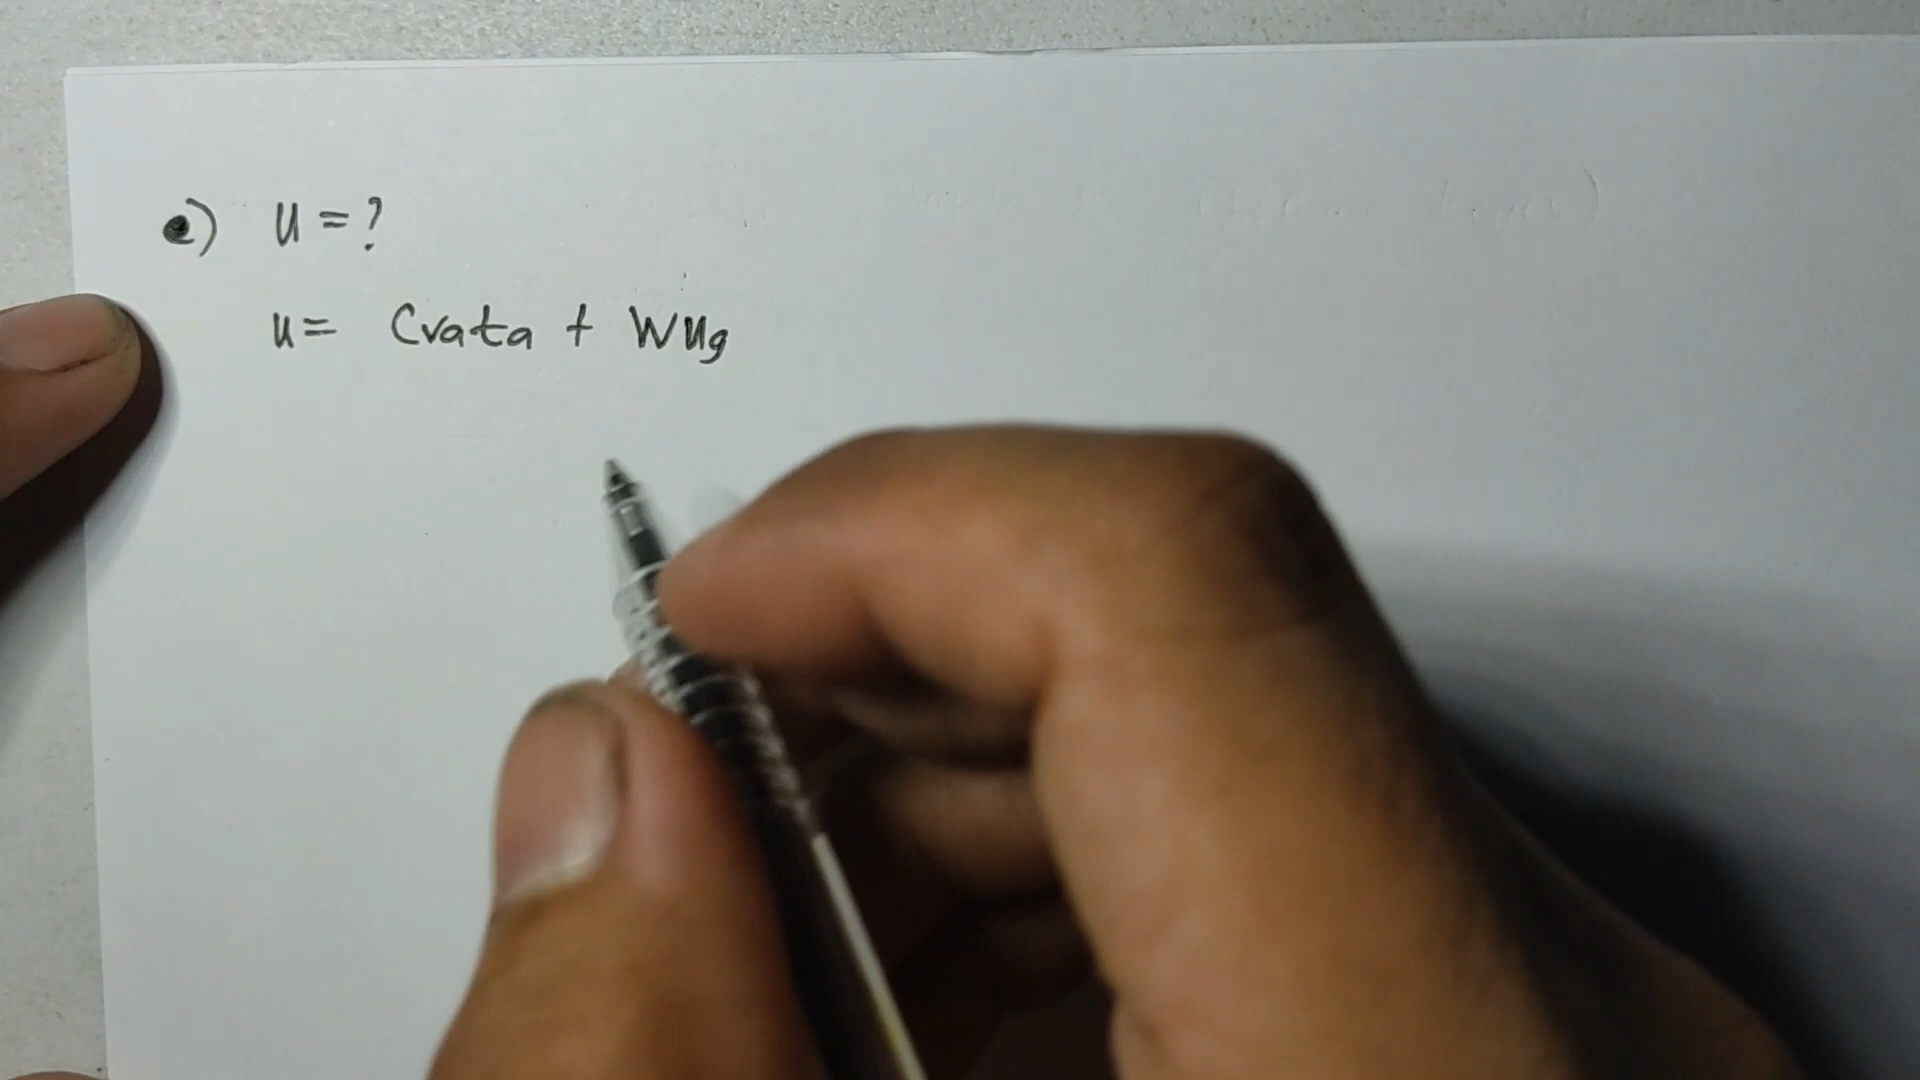 e) u = ?
u = Cvata + Wug